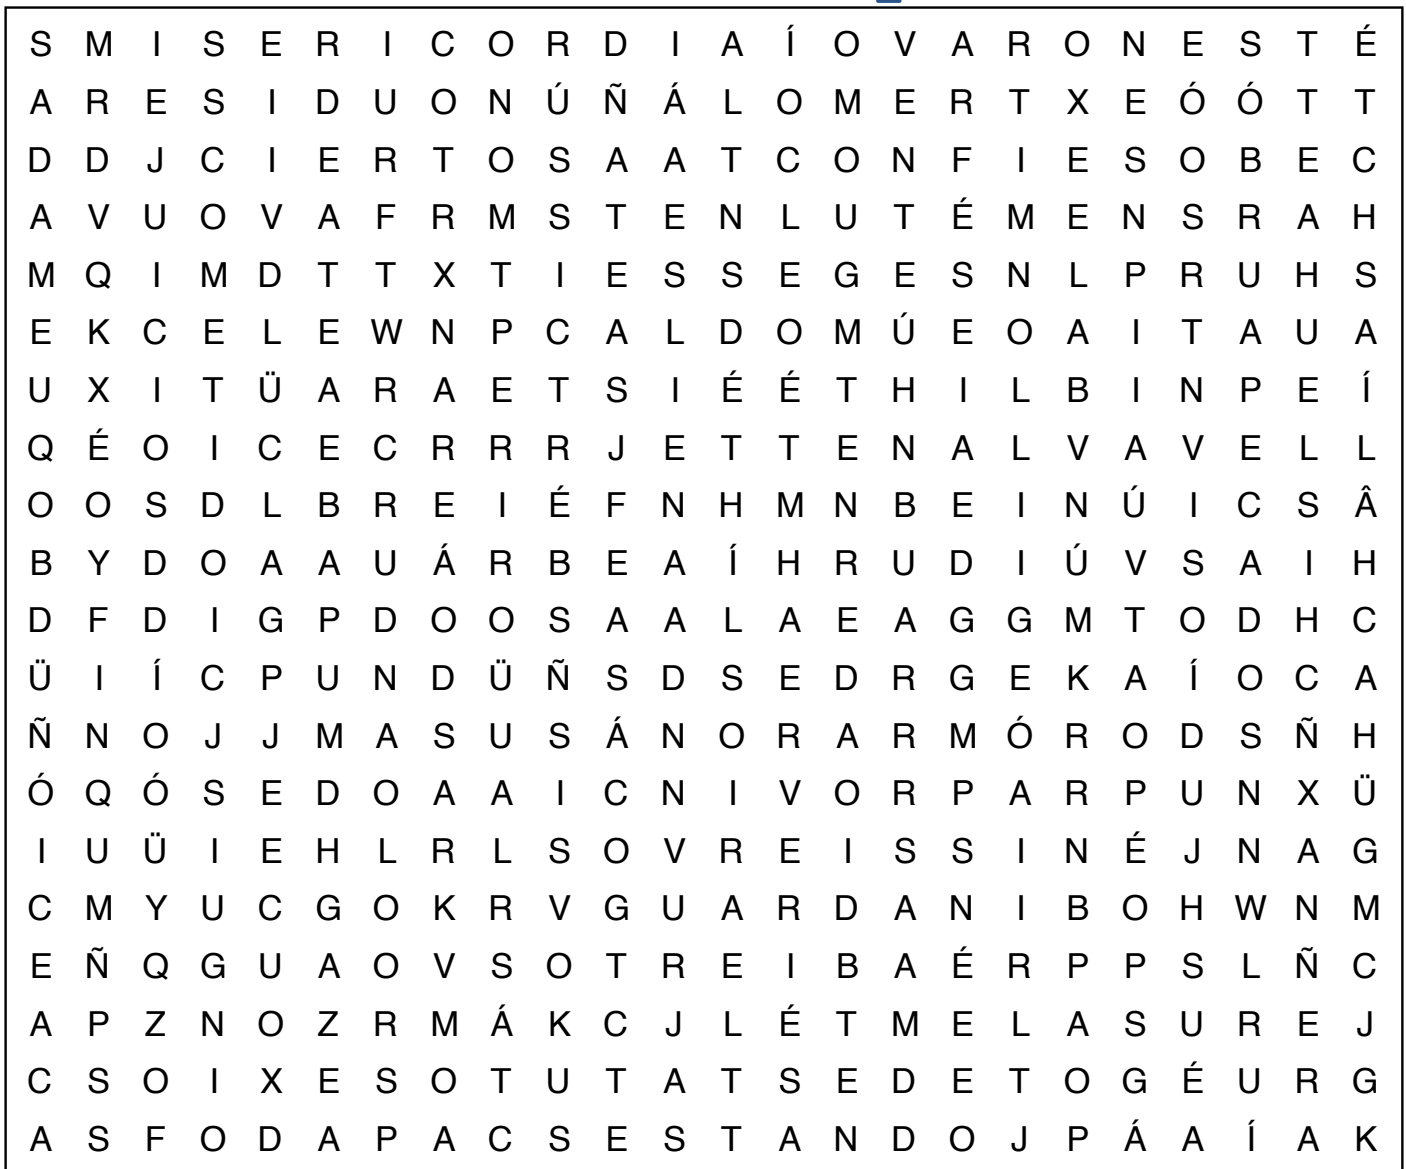 S M I S E R I C O R D I A Í O V A R O N E S T É
A R E S I D U O N Ú Ñ Á L O M E R T X E Ó Ó T T
D D J C I E R T O S A A T C O N F I E S O B E C
A V U O V A F R M S T E N L U T É M E N S R A H
M Q I M D T T X T I E S S E G E S N L P R U H S
E K C E L E W N P C A L D O M Ú E O A I T A U A
U X I T Ü A R A E T S I É É T H I L B I N P E Í
Q É O I C E C R R R J E T T E N A L V A V E L L
O O S D L B R E I É F N H M N B E I N Ú I C S Â
B Y D O A A U Á R B E A Í H R U D I Ú V S A I H
D F D I G P D O O S A A L A E A G G M T O D H C
Ü I Í C P U N D Ü Ñ S D S E D R G E K A Í O C A
Ñ N O J J M A S U S Á N O R A R M Ó R O D S Ñ H
Ó Q Ó S E D O A A I C N I V O R P A R P U N X Ü
I U Ü I E H L R L S O V R E I S S I N É J N A G
C M Y U C G O K R V G U A R D A N I B O H W N M
E Ñ Q G U A O V S O T R E I B A É R P P S L Ñ C
A P Z N O Z R M Á K C J L É T M E L A S U R E J
C S O I X E S O T U T A T S E D E T O G É U R G
A S F O D A P A C S E S T A N D O J P Á A Í A K